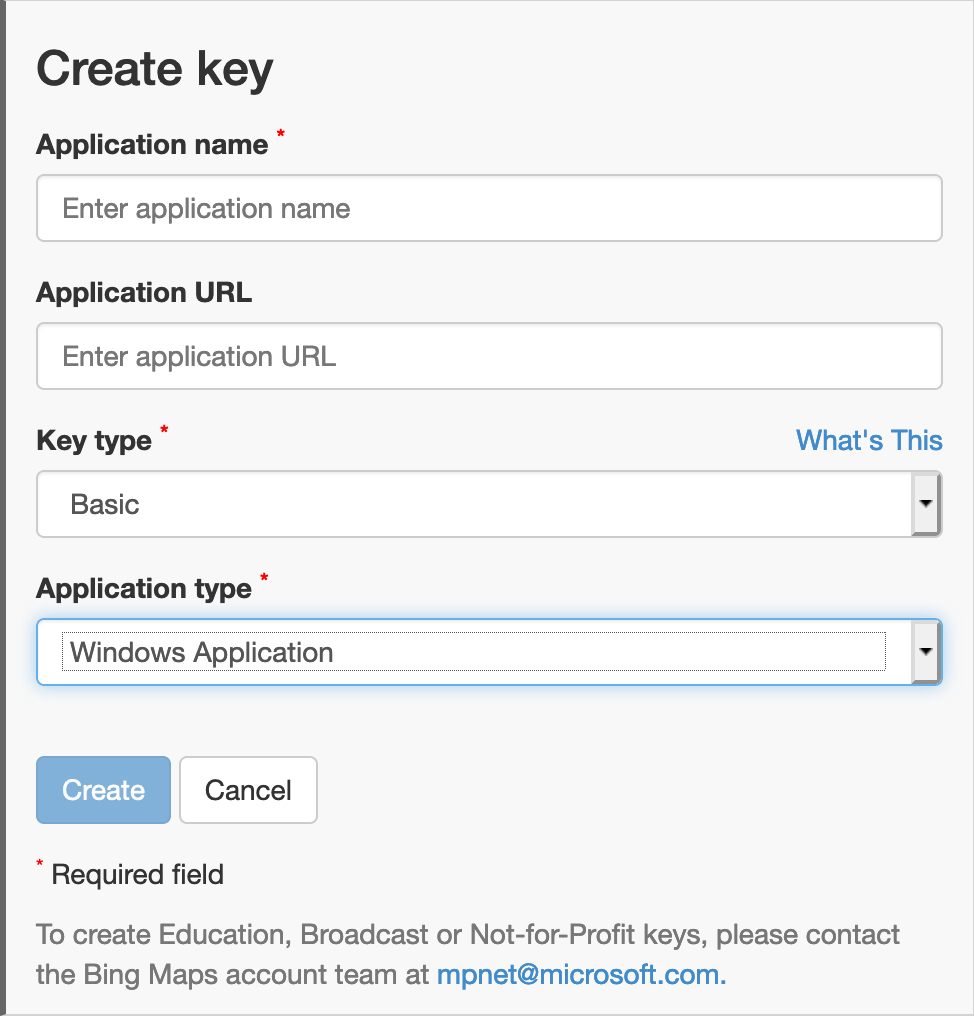 Create key
Application name *
Enter application name
Application URL
Enter application URL
Key type *
What's This
Basic
Application type *
Windows Application
Create
Cancel
* Required field
To create Education, Broadcast or Not-for-Profit keys, please contact
the Bing Maps account team at mpnet@microsoft.com.